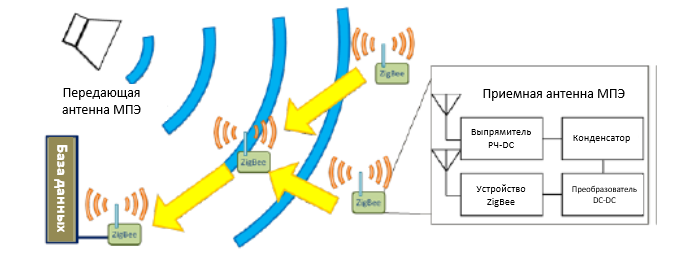 Передающая
антенна МПЭ
ZigBee
ZigBee
ZigBee
База данных
ZigBee
Приемная антенна МПЭ
Выпрямитель
РЧ-DC
Конденсатор
Устройство
ZigBee
Преобразователь
DC-DC